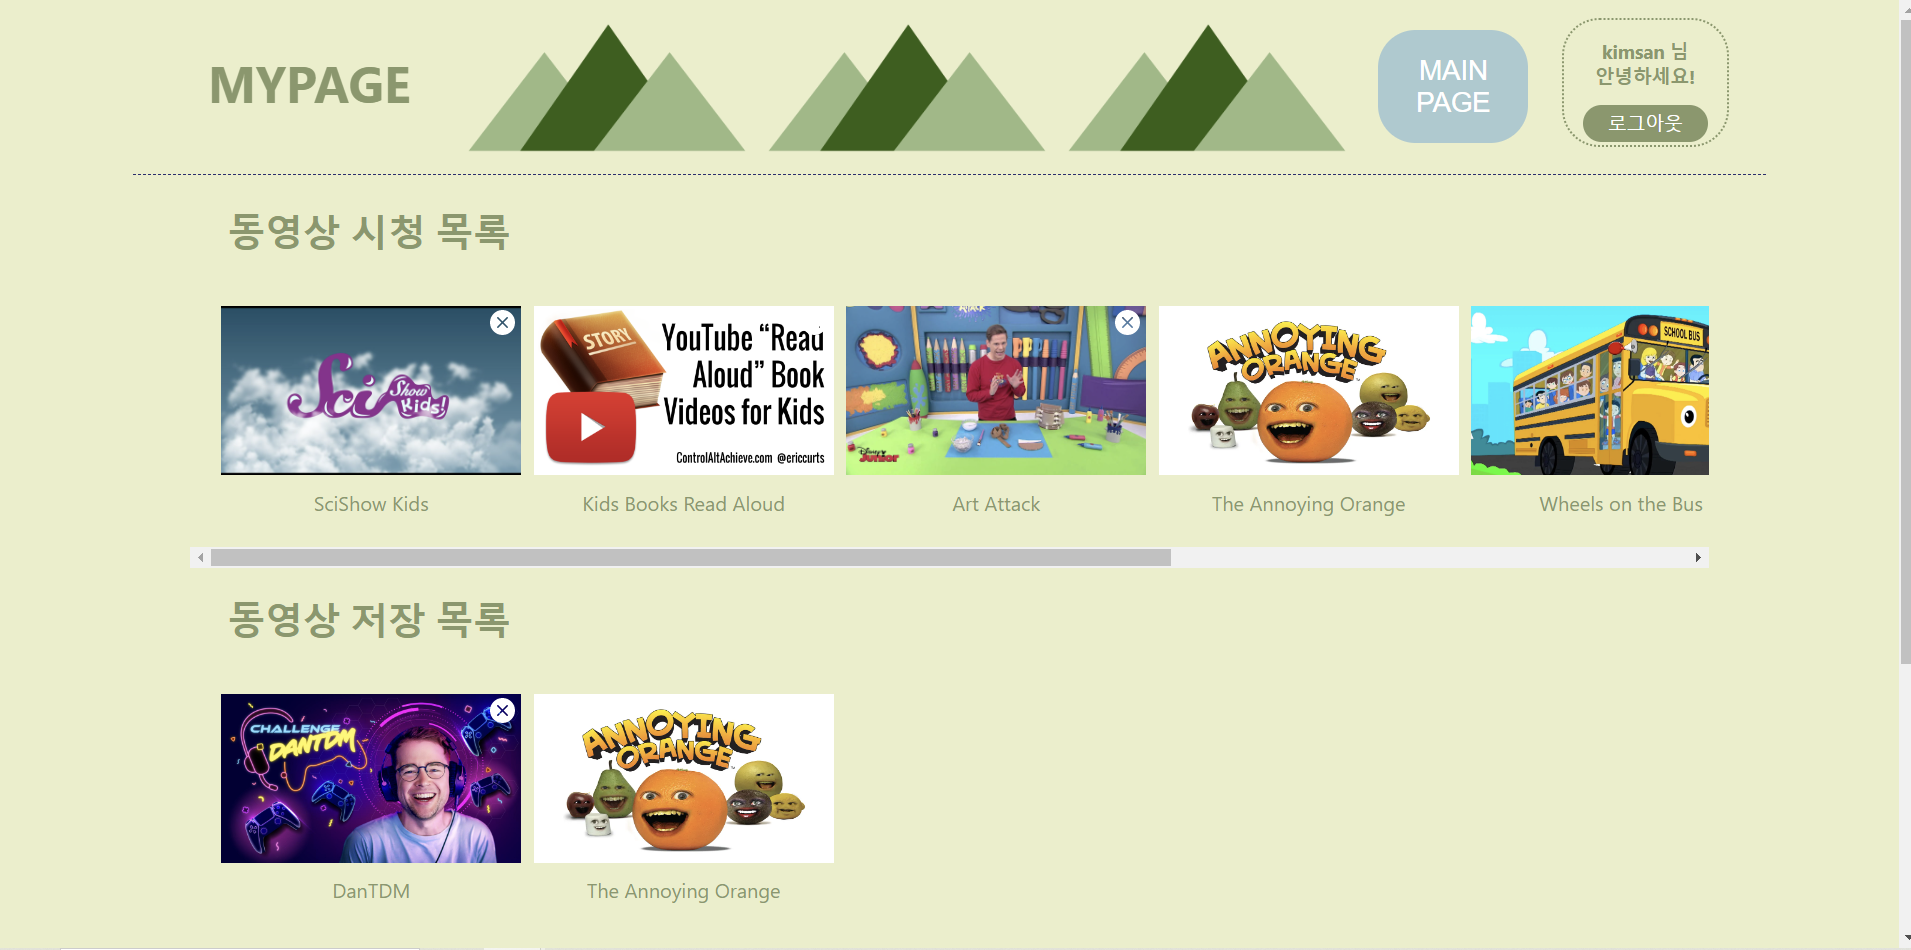 MYPAGE
MAIN
PAGE
kimsan 님
안녕하세요!
로그아웃
동영상 시청 목록
Sci Show
Kids!
STORY
YouTube “Read
Aloud” Book
Videos for Kids
ControlAltAchieve.com @ericcurts
ATTACK
Disney
Junior
ANNOYING
ORANGE
SCHOOL BUS
SciShow Kids
Kids Books Read Aloud
Art Attack
The Annoying Orange
Wheels on the Bus
동영상 저장 목록
CHALLENGE
DANTDM
ANNOYING
ORANGE
DanTDM
The Annoying Orange